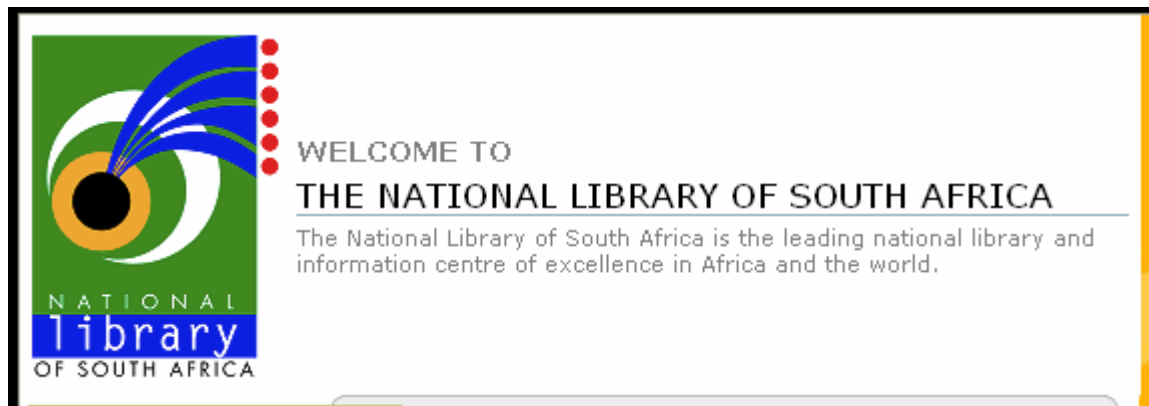 NATIONAL
library
OF SOUTH AFRICA
WELCOME TO
THE NATIONAL LIBRARY OF SOUTH AFRICA
The National Library of South Africa is the leading national library and
information centre of excellence in Africa and the world.